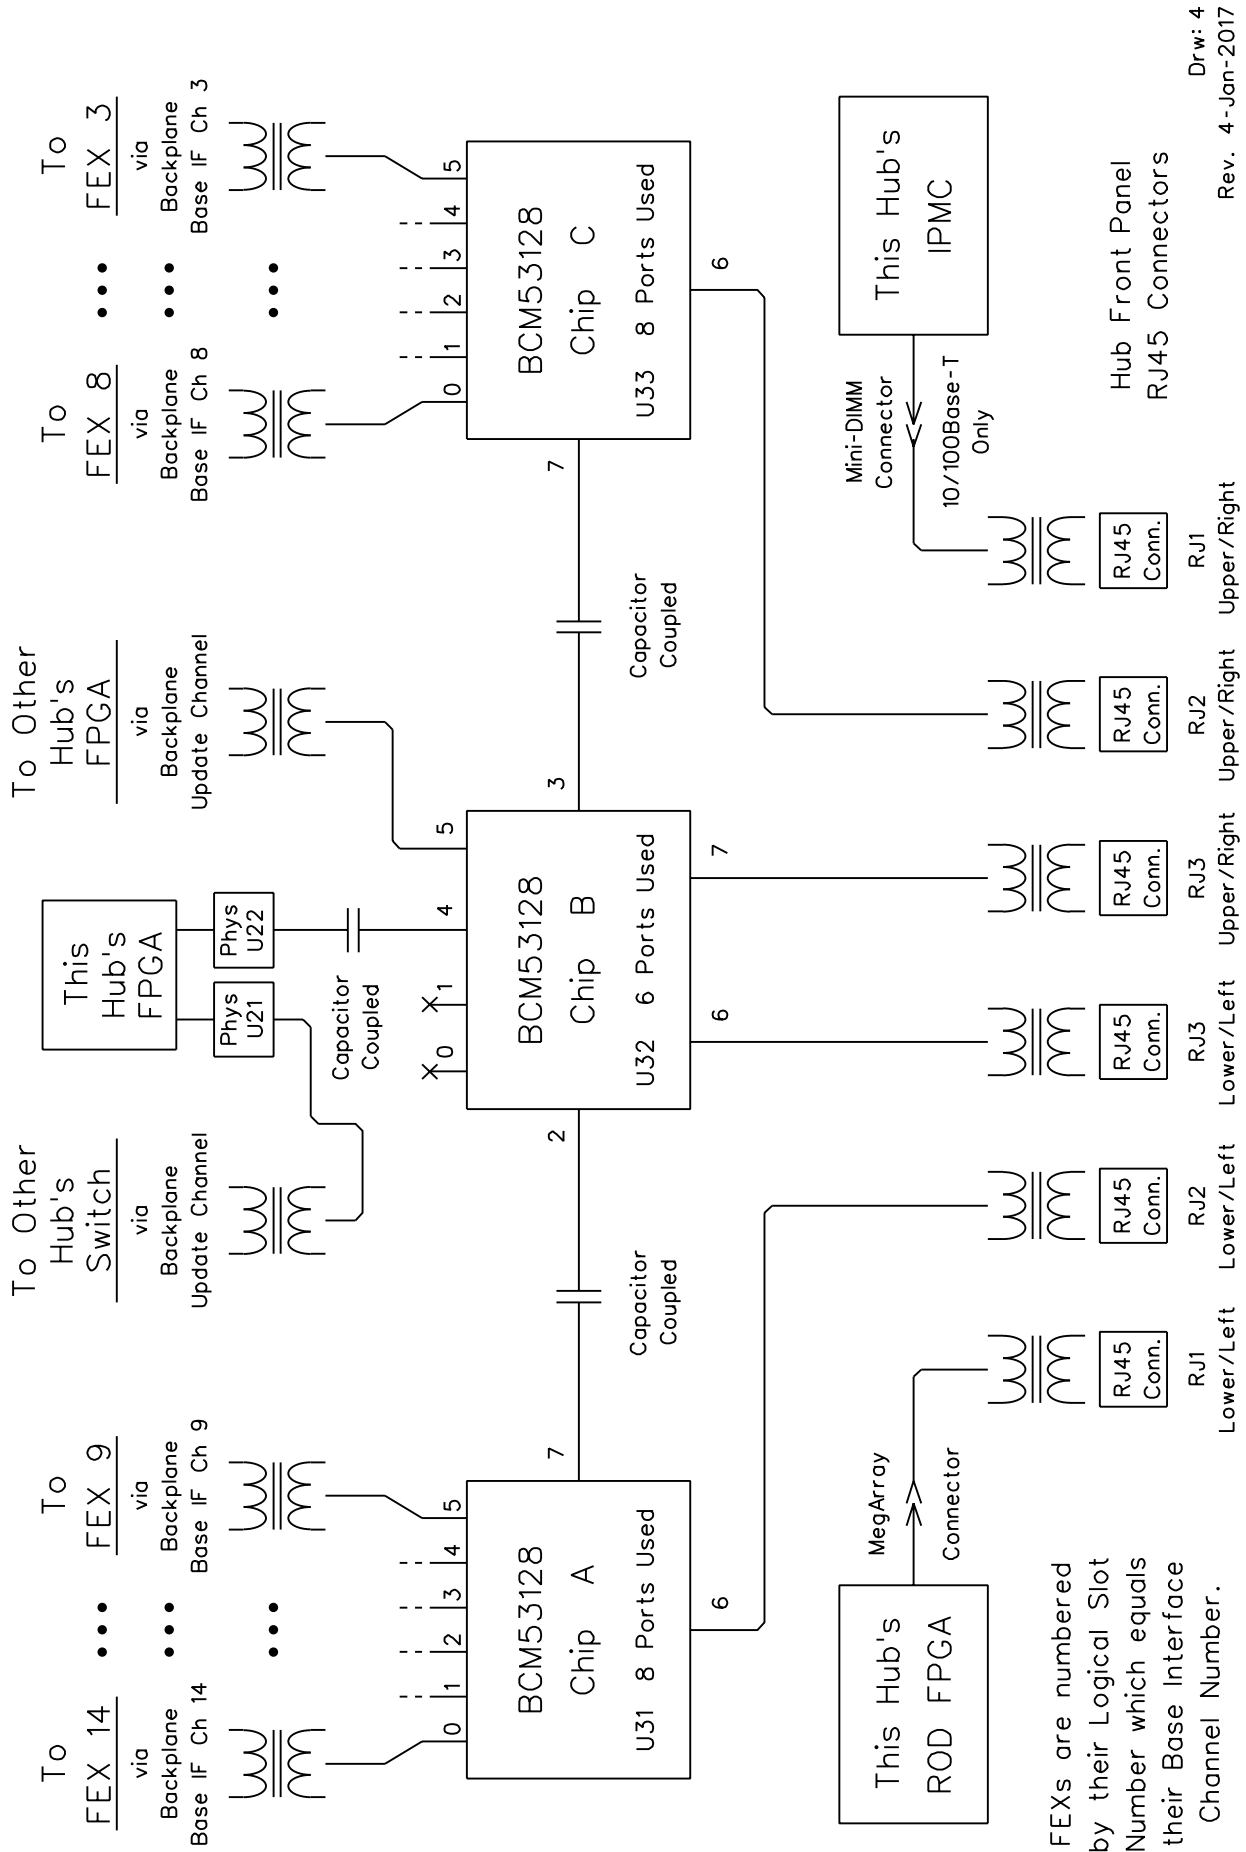 To
FEX 14
via
Backplane
Base IF Ch 14
To
FEX 9
via
Backplane
Base IF Ch 9
To Other
Hub's
Switch
via
Backplane
Update Channel
This
Hub's
FPGA
Phys
U21
Phys
U22
Capacitor
Coupled
To Other
Hub's
FPGA
via
Backplane
Update Channel
To
FEX 8
via
Backplane
Base IF Ch 8
To
FEX 3
via
Backplane
Base IF Ch 3
0 1 2 3 4 5
BCM53128
Chip A
U31 8 Ports Used
7
6
Capacitor
Coupled
2
0 1 4 5
BCM53128
Chip B
U32 6 Ports Used
3
6 7
Capacitor
Coupled
7
0 1 2 3 4 5
BCM53128
Chip C
U33 8 Ports Used
6
This Hub's
ROD FPGA
MegArray
Connector
Mini-DIMM
Connector
10/100Base-T
Only
This Hub's
IPMC
FEXs are numbered
by their Logical Slot
Number which equals
their Base Interface
Channel Number.
RJ45
Conn.
RJ1
Lower/Left
RJ45
Conn.
RJ2
Lower/Left
RJ45
Conn.
RJ3
Lower/Left
RJ45
Conn.
RJ3
Upper/Right
RJ45
Conn.
RJ2
Upper/Right
RJ45
Conn.
RJ1
Upper/Right
Hub Front Panel
RJ45 Connectors
Drw: 4
Rev. 4-Jan-2017